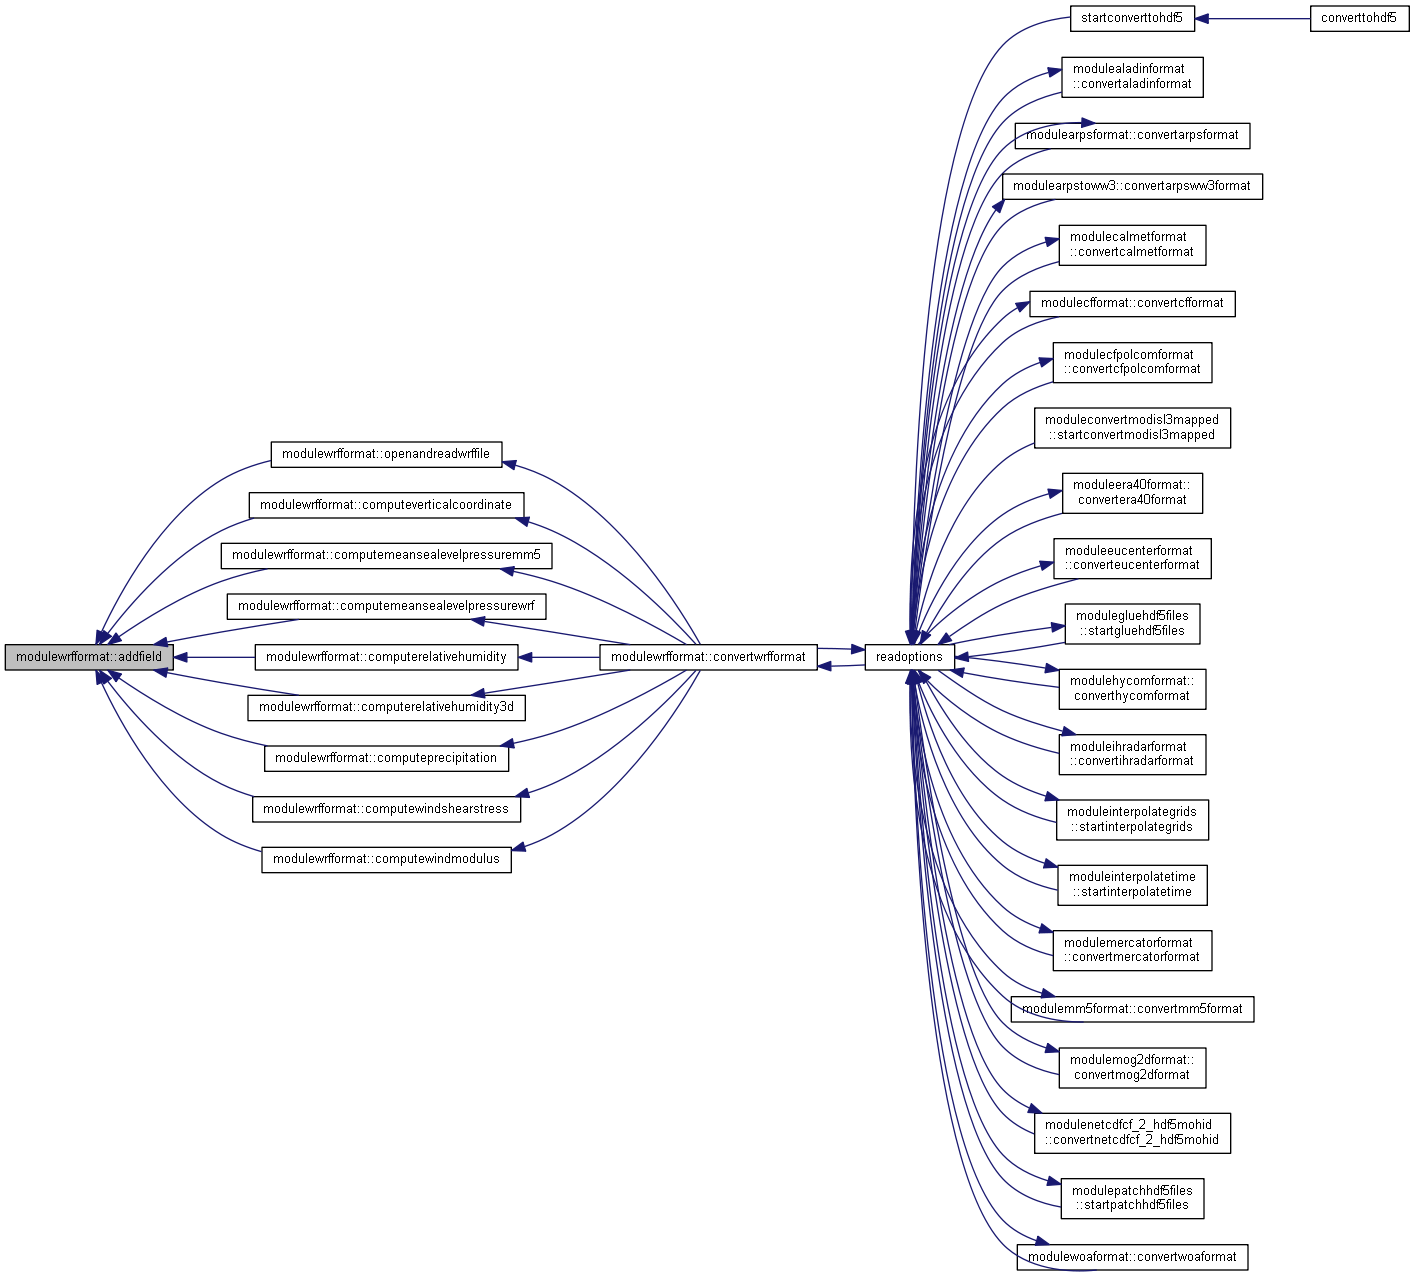 startconverttohdf5
converttohdf5
modulealadinformat
::convertaladinformat
modulearpsformat::convertarpsformat
modulearpstoww3::convertarpsww3format
modulecalmetformat
::convertcalmetformat
modulecfformat::convertcfformat
modulecfpolcomformat
::convertcfpolcomformat
moduleconvertmodisl3mapped
::startconvertmodisl3mapped
moduleera40format::
convertera40format
moduleeucenterformat
::converteucenterformat
modulegluehdf5files
::startgluehdf5files
modulehycomformat::
converthycomformat
moduleihradarformat
::convertihradarformat
moduleinterpolategrids
::startinterpolategrids
moduleinterpolatetime
::startinterpolatetime
modulemercatorformat
::convertmercatorformat
modulemm5format::convertmm5format
modulemog2dformat::
convertmog2dformat
modulenetcdfcf_2_hdf5mohid
::convertnetcdfcf_2_hdf5mohid
modulepatchhdf5files
::startpatchhdf5files
modulewoaformat::convertwoaformat
modulewrfformat::openandreadwrffile
modulewrfformat::computeverticalcoordinate
modulewrfformat::computemeansealevelpressuremm5
modulewrfformat::computemeansealevelpressurewrf
modulewrfformat::addfield
modulewrfformat::computerelativehumidity
modulewrfformat::convertwrfformat
readoptions
modulewrfformat::computerelativehumidity3d
modulewrfformat::computeprecipitation
modulewrfformat::computewindshearstress
modulewrfformat::computewindmodulus